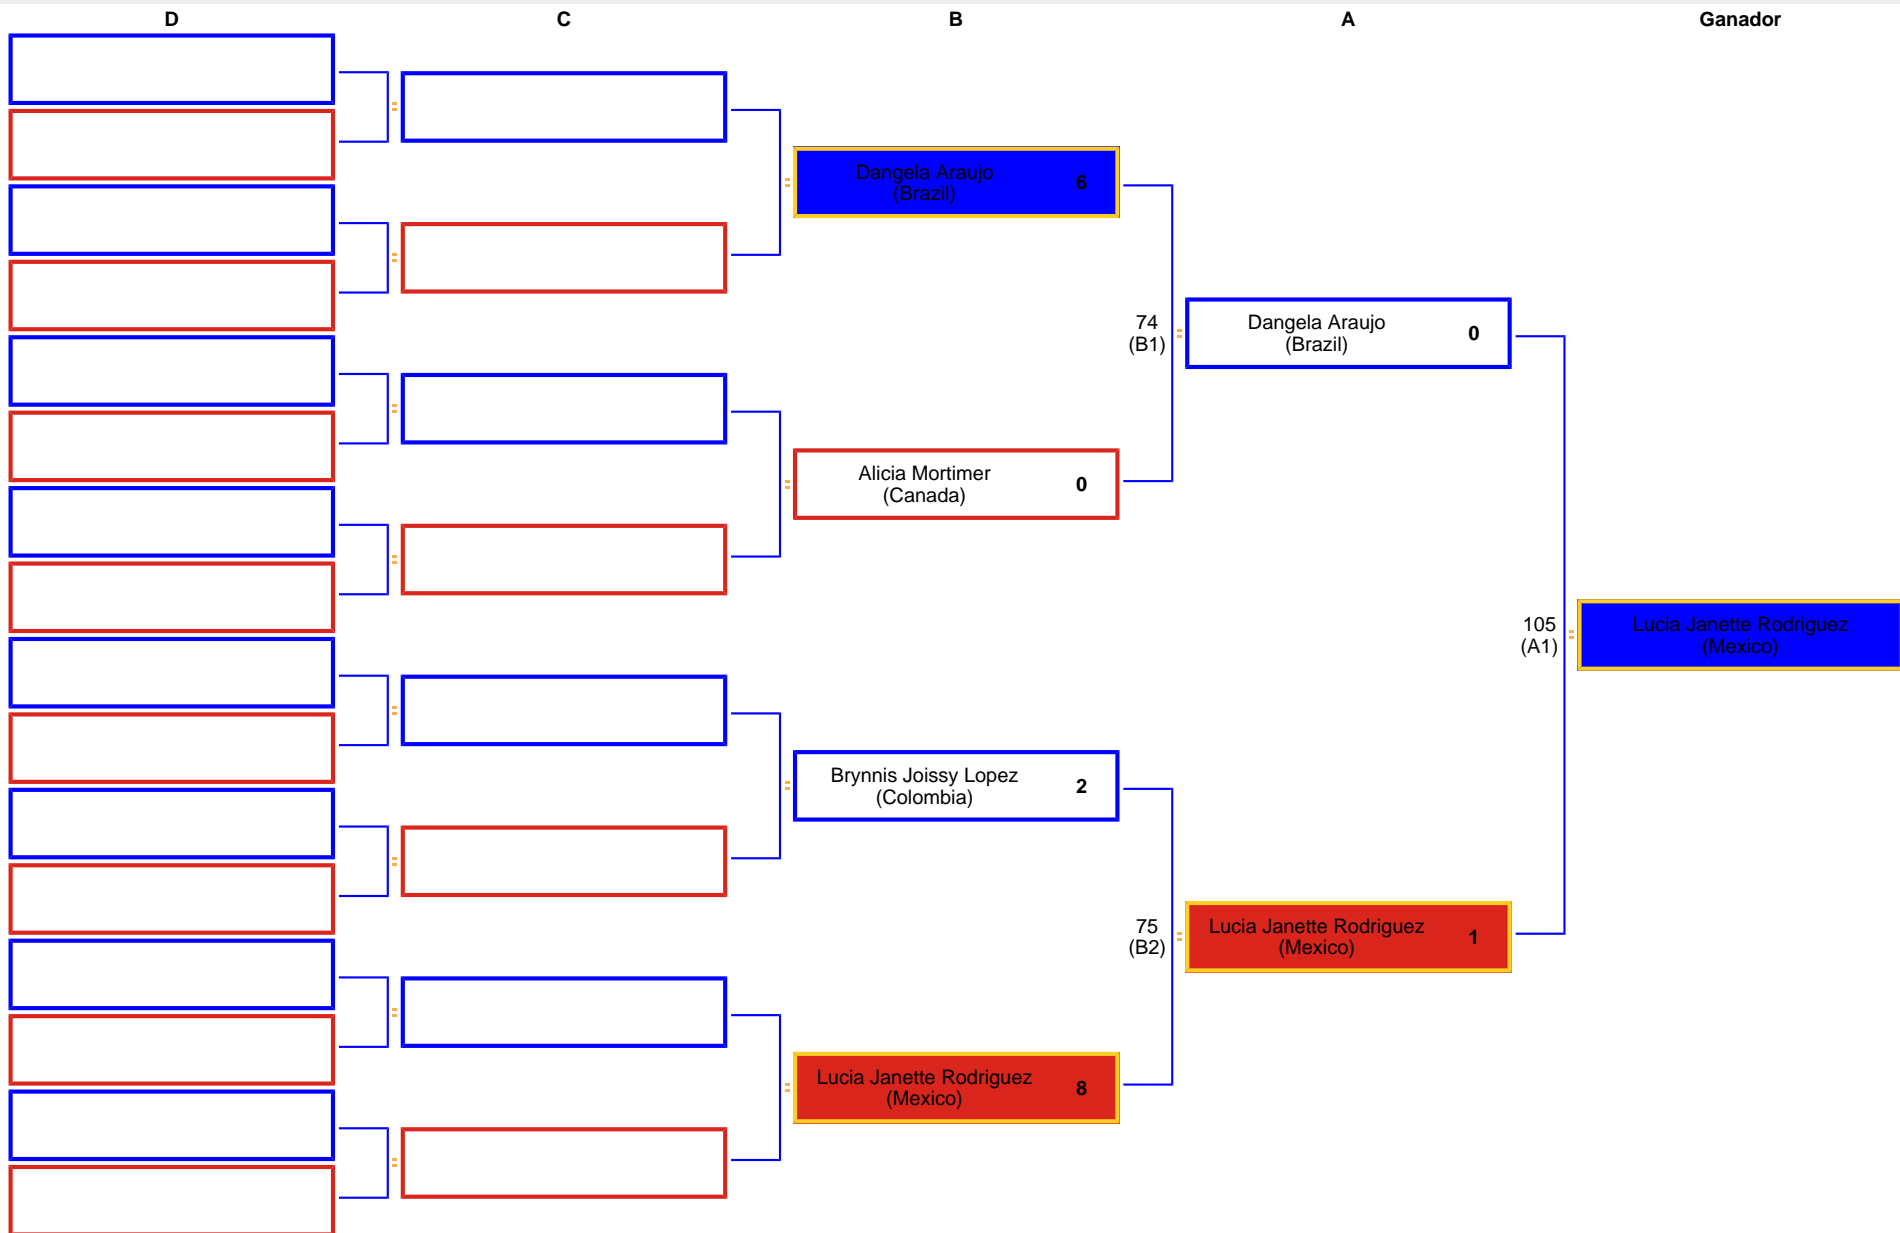 D
C
B
A
Ganador
Dangela Araujo
(Brazil)
6
74
(B1)
Dangela Araujo
(Brazil)
0
Alicia Mortimer
(Canada)
0
105
(A1)
Lucia Janette Rodriguez
(Mexico)
Brynnis Joissy Lopez
(Colombia)
2
75
(B2)
Lucia Janette Rodriguez
(Mexico)
1
Lucia Janette Rodriguez
(Mexico)
8